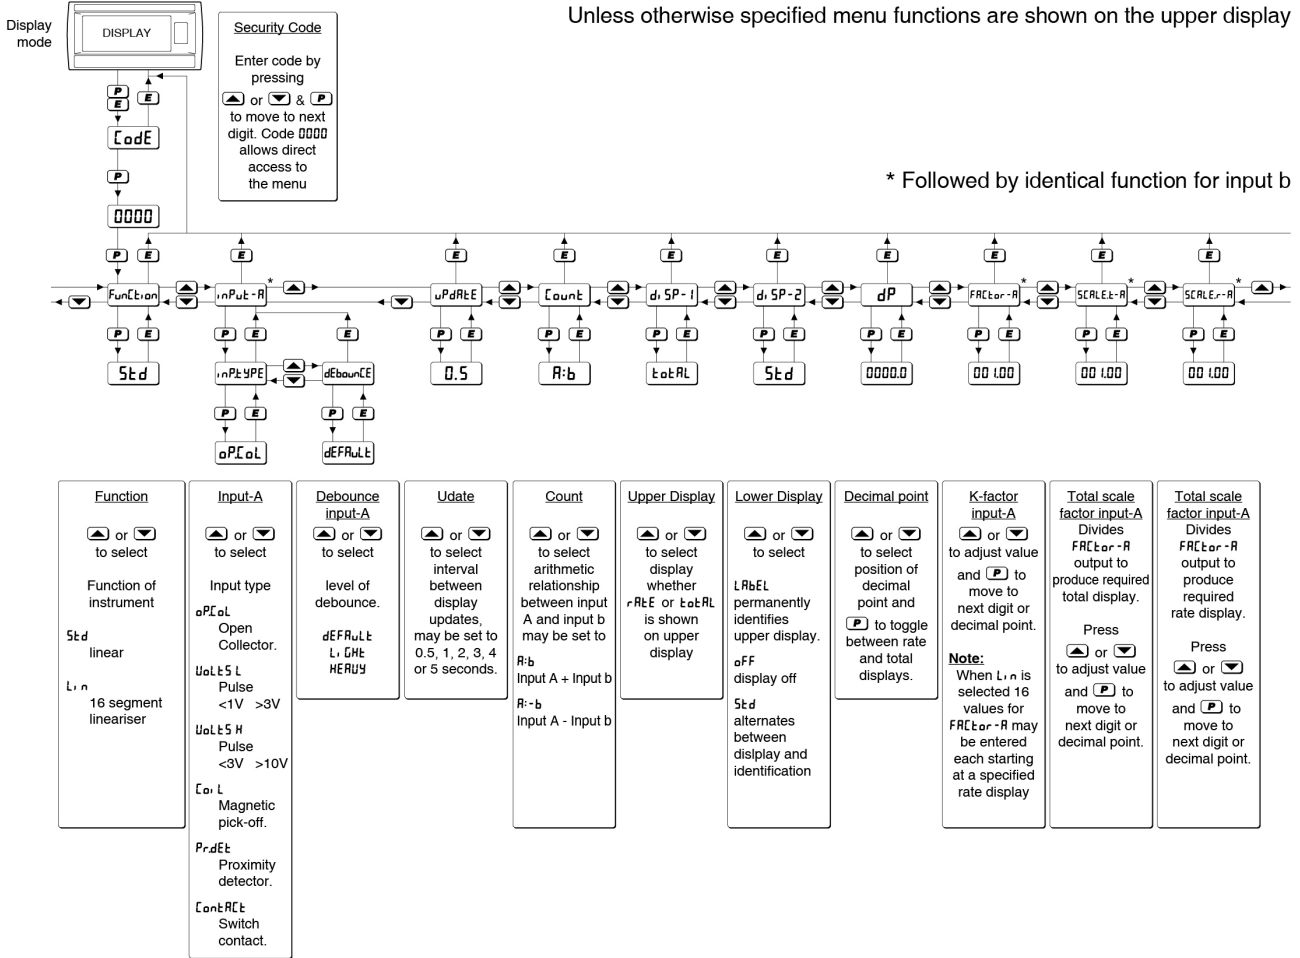 Unless otherwise specified menu functions are shown on the upper display
Display
mode
DISPLAY
Security Code
Enter code by
pressing
or & P
to move to next
digit. Code 0000
allows direct
access to
the menu
P
E
E
CodE
P
* Followed by identical function for input b
0000
P E E E E E E E E E E
FunCtion inPut-A * uPdAtE Count diSP-1 diSP-2 dP FACtor-A * SCALE.t-A * SCALE.r-A *
P E P E E P E P E P E P E P E P E P E P E
Std inP.tYPE dEbounCE 0.5 A:b totAL Std 0000.0 001.00 001.00 001.00
P E P E
oP.CoL dEFAuLt
Function
or
to select
Function of
instrument
Std
linear
Lin
16 segment
lineariser
Input-A
or
to select
Input type
oP.CoL
Open
Collector.
VoLtS L
Pulse
<1V >3V
VoLtS H
Pulse
<3V >10V
CoiL
Magnetic
pick-off.
Pr.dEt
Proximity
detector.
ContACt
Switch
contact.
Debounce
input-A
or
to select
level of
debounce.
dEFAuLt
LiGHt
HEAVY
Udate
or
to select
interval
between
display
updates,
may be set to
0.5, 1, 2, 3, 4
or 5 seconds.
Count
or
to select
arithmetic
relationship
between input
A and input b
may be set to
A:b
Input A + Input b
A:-b
Input A - Input b
Upper Display
or
to select
display
whether
rAtE or totAL
is shown
on upper
display
Lower Display
or
to select
LAbEL
permanently
identifies
upper display.
oFF
display off
Std
alternates
between
dislplay and
identification
Decimal point
or
to select
position of
decimal
point and
P to toggle
between rate
and total
displays.
K-factor
input-A
or
to adjust value
and P to
move to
next digit or
decimal point.
Note:
When Lin is
selected 16
values for
FACtor-A may
be entered
each starting
at a specified
rate display
Total scale
factor input-A
Divides
FACtor-A
output to
produce required
total display.
Press
or
to adjust value
and P to
move to
next digit or
decimal point.
Total scale
factor input-A
Divides
FACtor-A
output to
produce
required
rate display.
Press
or
to adjust value
and P to
move to
next digit or
decimal point.